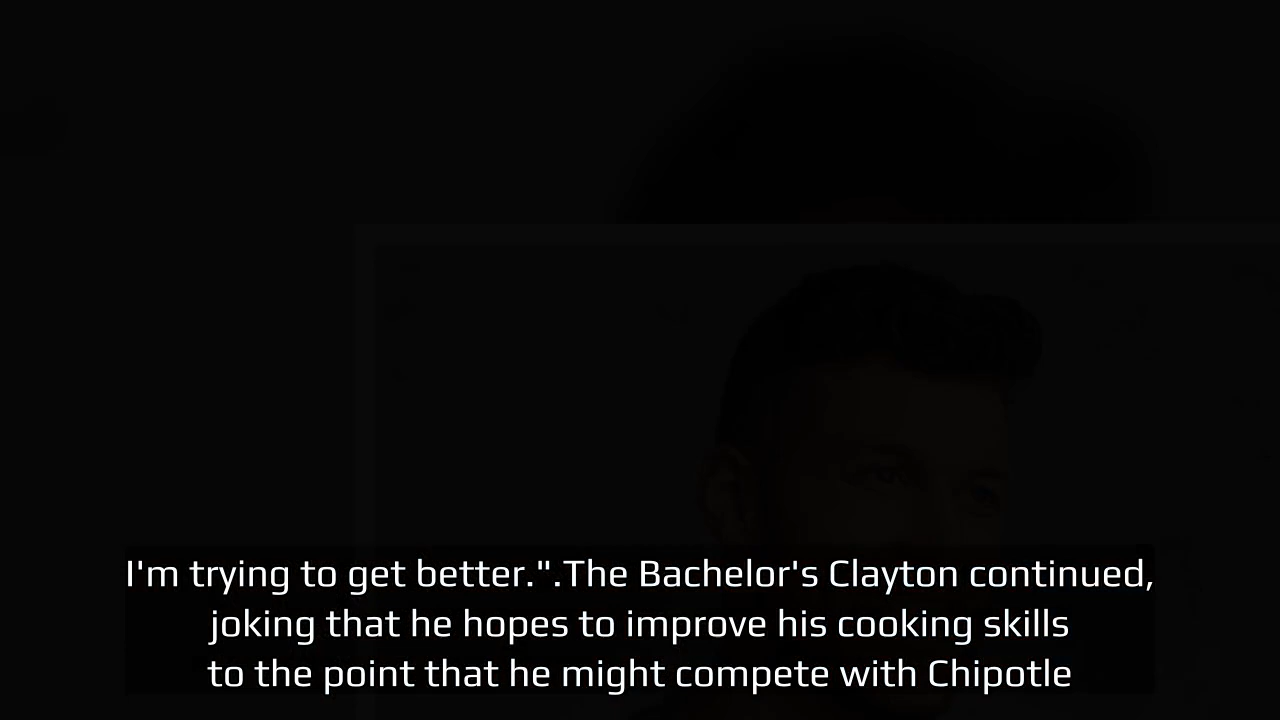 I'm trying to get better.".The Bachelor's Clayton continued,
joking that he hopes to improve his cooking skills
to the point that he might compete with Chipotle